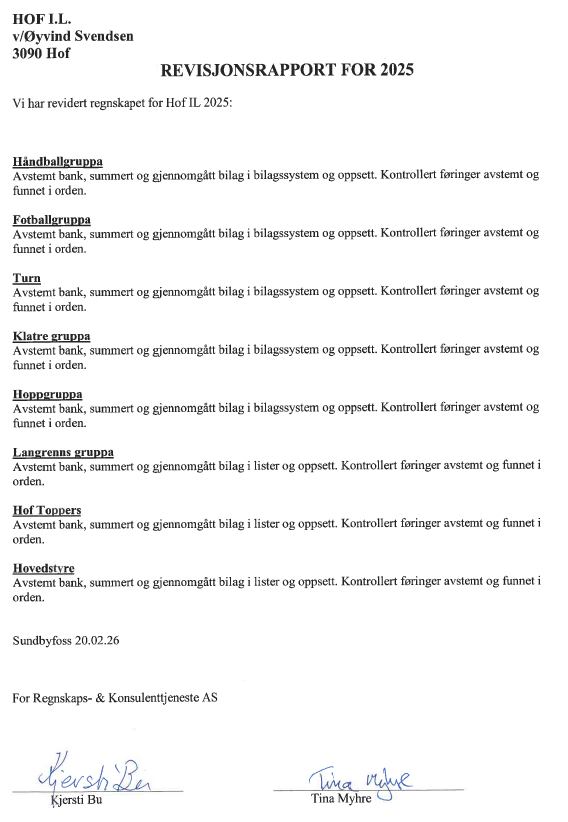 HOF I.L.
v/Øyvind Svendsen
3090 Hof
REVISJONSRAPPORT FOR 2025
Vi har revidert regnskapet for Hof IL 2025:
Håndballgruppa
Avstemt bank, summert og gjennomgått bilag i bilagssystem og oppsett. Kontrollert føringer avstemt og
funnet i orden.
Fotballgruppa
Avstemt bank, summert og gjennomgått bilag i bilagssystem og oppsett. Kontrollert føringer avstemt og
funnet i orden.
Turn
Avstemt bank, summert og gjennomgått bilag i bilagssystem og oppsett. Kontrollert føringer avstemt og
funnet i orden.
Klatre gruppa
Avstemt bank, summert og gjennomgått bilag i bilagssystem og oppsett. Kontrollert føringer avstemt og
funnet i orden.
Hoppgruppa
Avstemt bank, summert og gjennomgått bilag i bilagssystem og oppsett. Kontrollert føringer avstemt og
funnet i orden.
Langrenns gruppa
Avstemt bank, summert og gjennomgått bilag i lister og oppsett. Kontrollert føringer avstemt og funnet i
orden.
Hof Toppers
Avstemt bank, summert og gjennomgått bilag i lister og oppsett. Kontrollert føringer avstemt og funnet i
orden.
Hovedstyre
Avstemt bank, summert og gjennomgått bilag i lister og oppsett. Kontrollert føringer avstemt og funnet i
orden.
Sundbyfoss 20.02.26
For Regnskaps- & Konsulenttjeneste AS
Kjersti Bu Tina Myhre
Kjersti Bu Tina Myhre